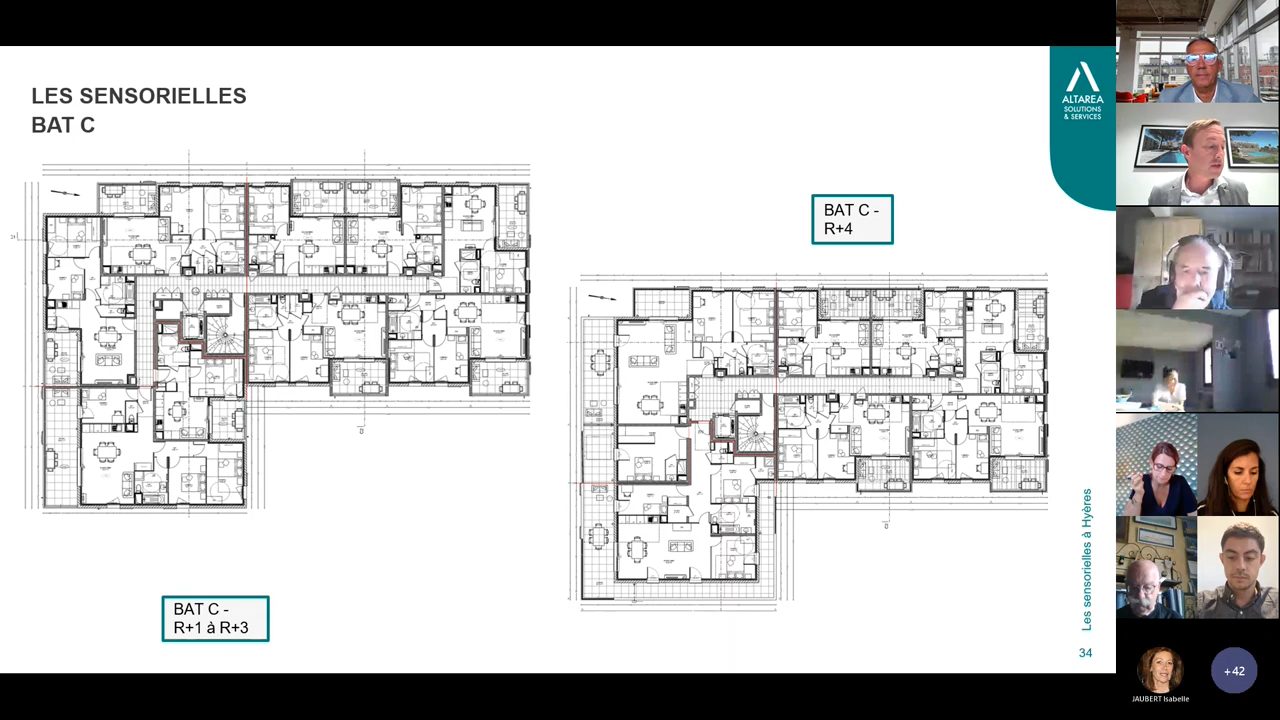 LES SENSORIELLES
BAT C
ALTAREA
SOLUTIONS
& SERVICES
BAT C -
R+4
BAT C -
R+1 à R+3
Les sensorielles à Hyères
34
JAUBERT Isabelle
+42